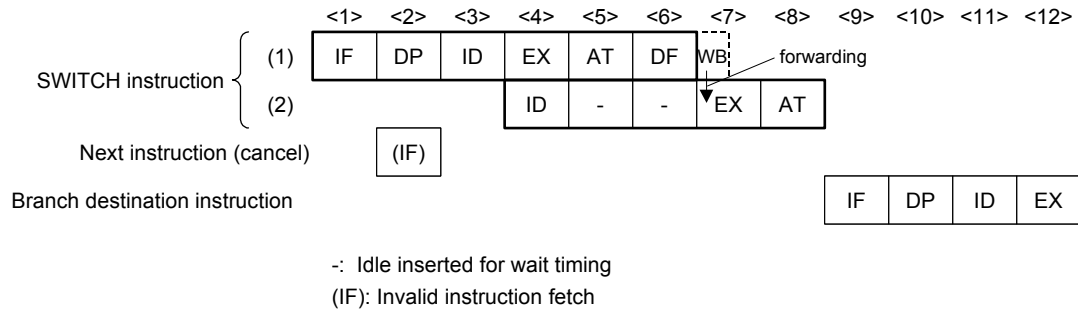 <1> <2> <3> <4> <5> <6> <7> <8> <9> <10> <11> <12>
(1) IF DP ID EX AT DF WB forwarding
SWITCH instruction
(2) ID - - EX AT
Next instruction (cancel) (IF)
Branch destination instruction IF DP ID EX
-: Idle inserted for wait timing
(IF): Invalid instruction fetch